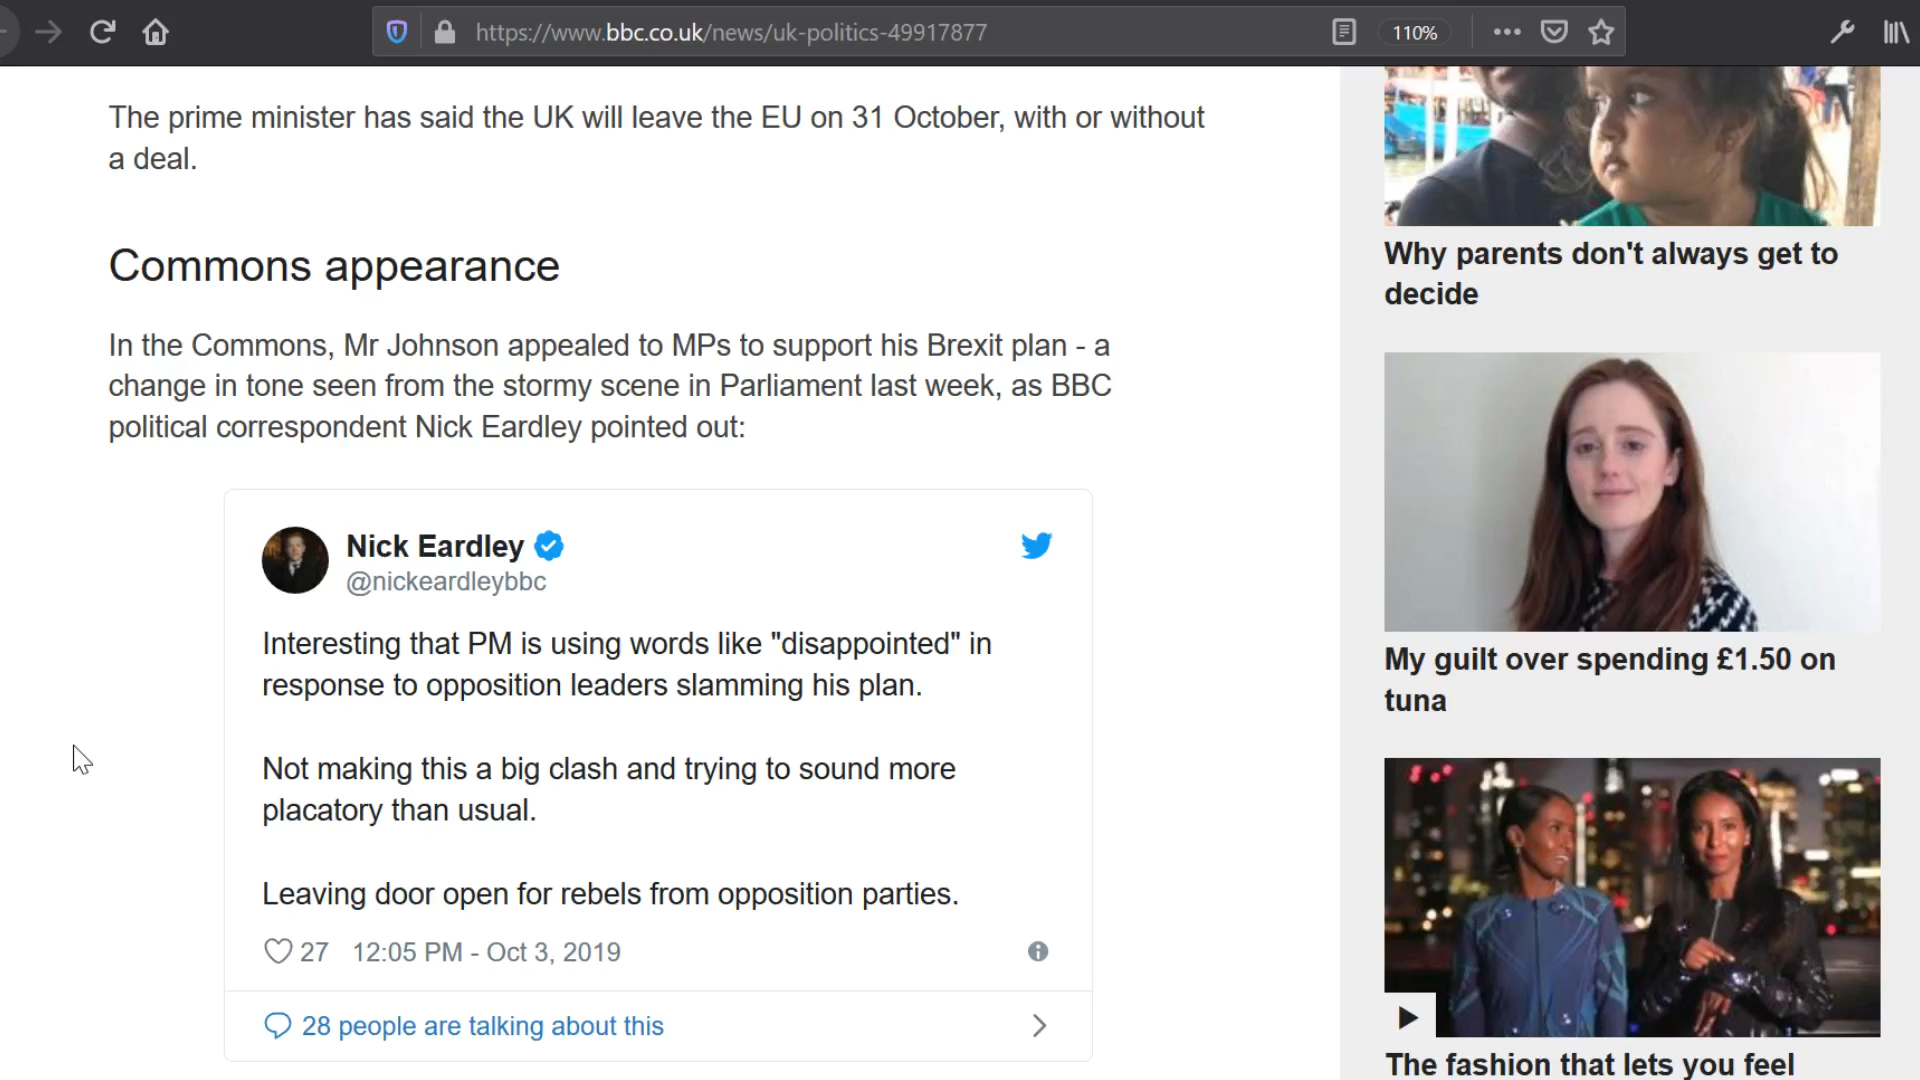 https://www.bbc.co.uk/news/uk-politics-49917877
110%
The prime minister has said the UK will leave the EU on 31 October, with or without
a deal.
Commons appearance
In the Commons, Mr Johnson appealed to MPs to support his Brexit plan - a
change in tone seen from the stormy scene in Parliament last week, as BBC
political correspondent Nick Eardley pointed out:
Nick Eardley
@nickeardleybbc
Interesting that PM is using words like "disappointed" in
response to opposition leaders slamming his plan.
Not making this a big clash and trying to sound more
placatory than usual.
Leaving door open for rebels from opposition parties.
27 12:05 PM - Oct 3, 2019
28 people are talking about this
Why parents don't always get to
decide
My guilt over spending £1.50 on
tuna
The fashion that lets you feel